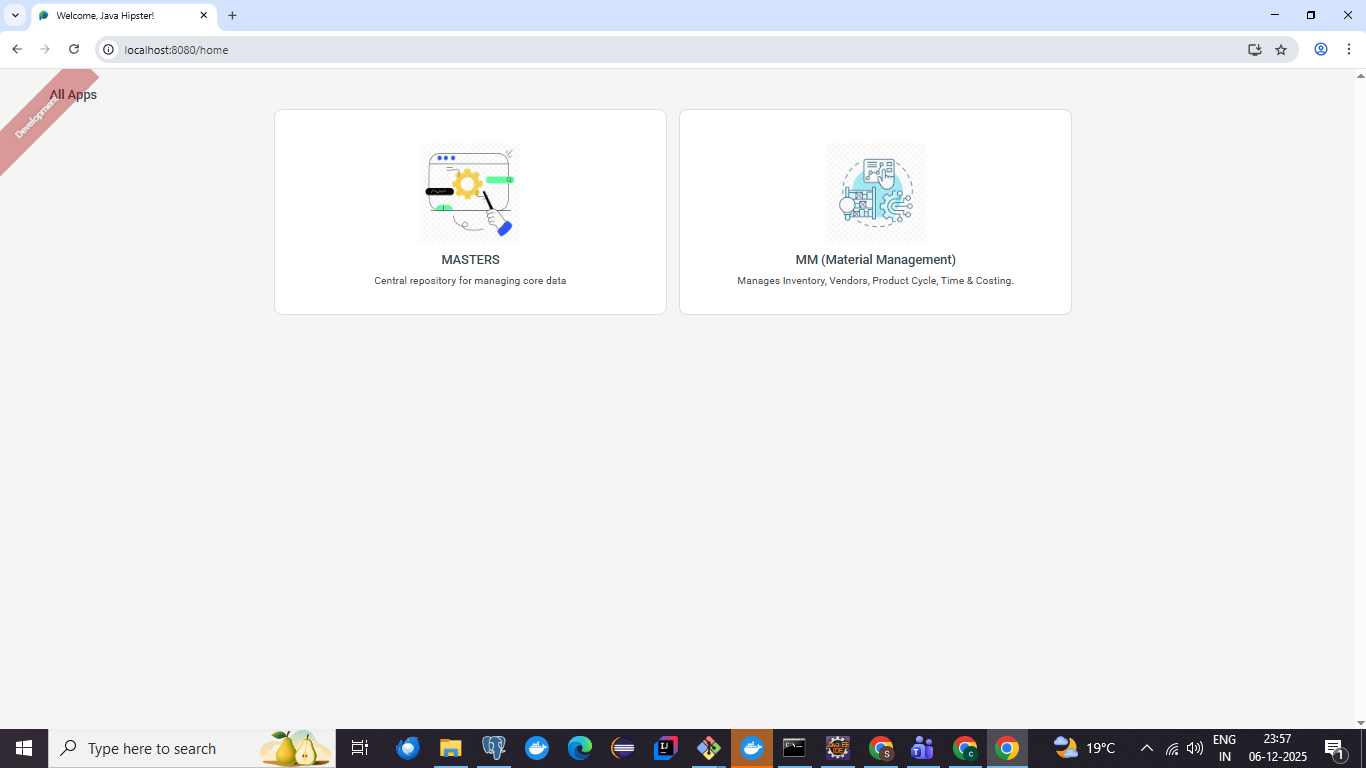 Welcome, Java Hipster!
localhost:8080/home
Development
All Apps
MASTERS
Central repository for managing core data
MM (Material Management)
Manages Inventory, Vendors, Product Cycle, Time & Costing.
Type here to search
19°C
ENG
IN
23:57
06-12-2025
1